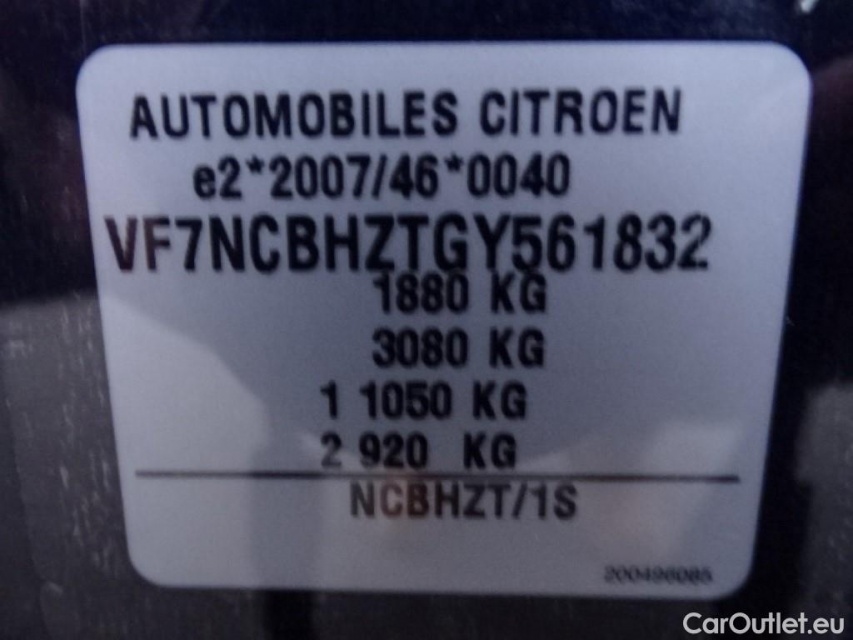 AUTOMOBILES CITROEN
e2*2007/46*0040
VF7NCBHZTGY561832
1880 KG
3080 KG
1 1050 KG
2 920 KG
NCBHZT/1S
200496085
CarOutlet.eu